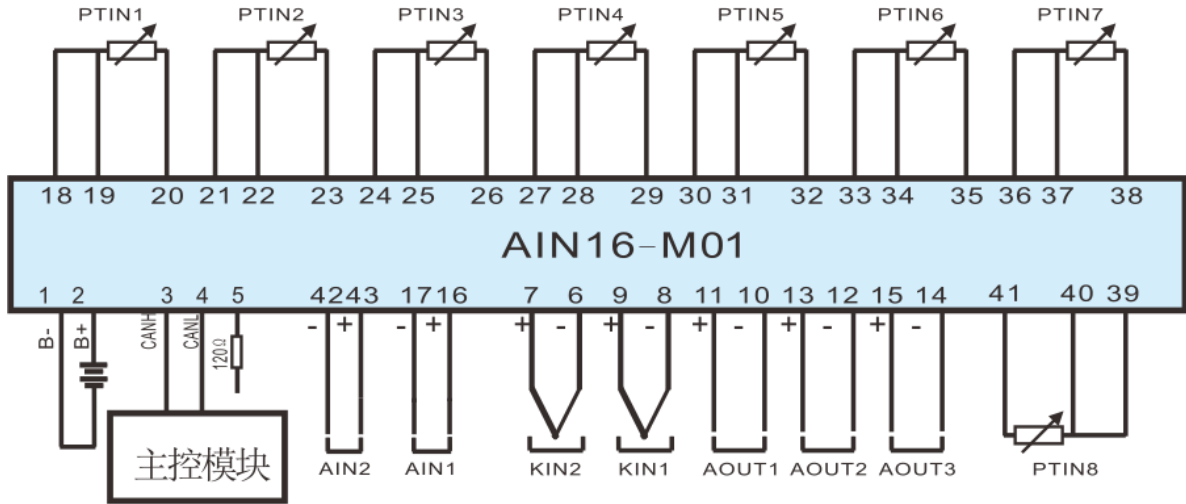 PTIN1 PTIN2 PTIN3 PTIN4 PTIN5 PTIN6 PTIN7
18 19 20 21 22 23 24 25 26 27 28 29 30 31 32 33 34 35 36 37 38
AIN16-M01
1 2 3 4 5 42 43 17 16 7 6 9 8 11 10 13 12 15 14 41 40 39
B- B+ CANH CANL 120Ω - + - + + - + - + - + - + -
主控模块
AIN2 AIN1 KIN2 KIN1 AOUT1 AOUT2 AOUT3 PTIN8